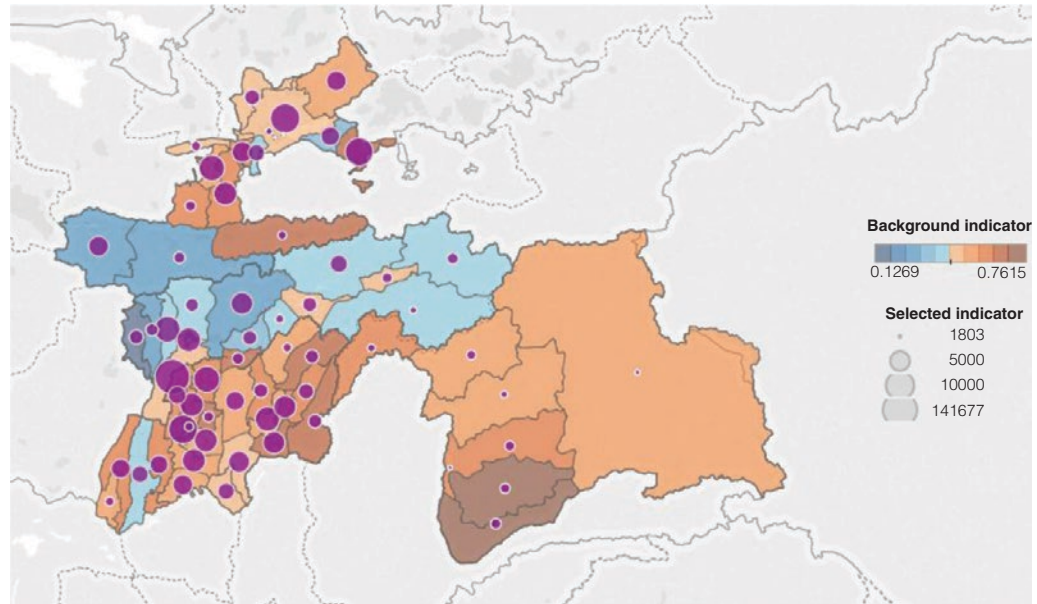 Background indicator
0.1269 0.7615
Selected indicator
1803
5000
10000
141677